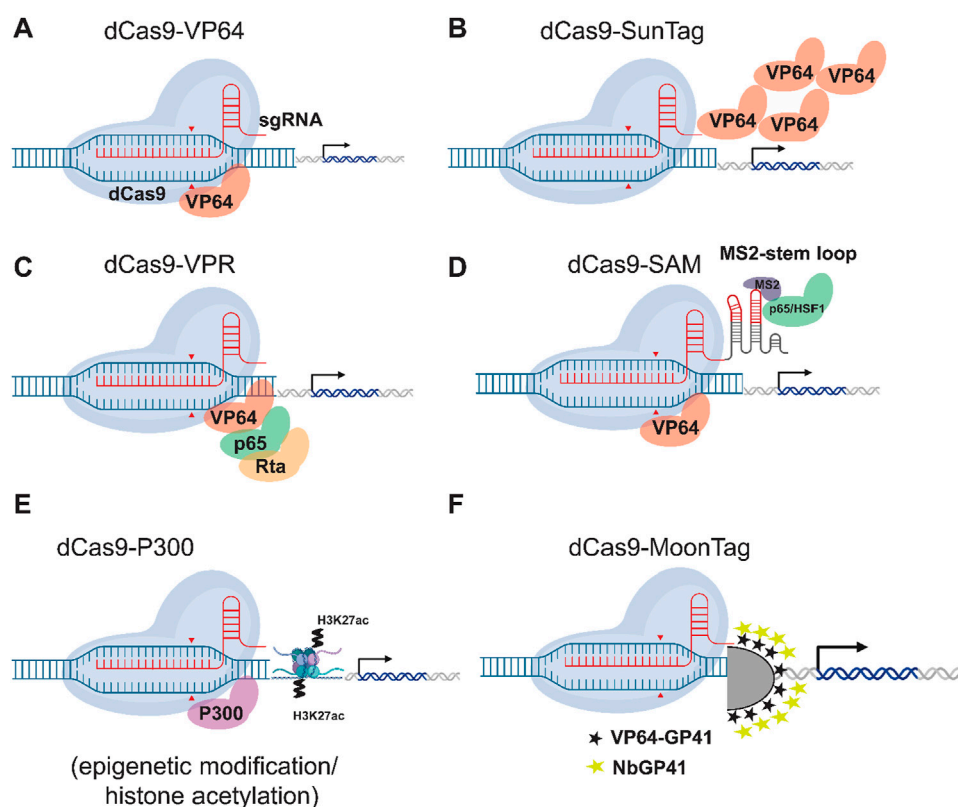 A
dCas9-VP64
sgRNA
dCas9
VP64
B
dCas9-SunTag
VP64
VP64
VP64
VP64
C
dCas9-VPR
VP64
p65
Rta
D
dCas9-SAM
MS2-stem loop
MS2
p65/HSF1
VP64
E
dCas9-P300
H3K27ac
H3K27ac
P300
(epigenetic modification/
histone acetylation)
F
dCas9-MoonTag
VP64-GP41
NbGP41